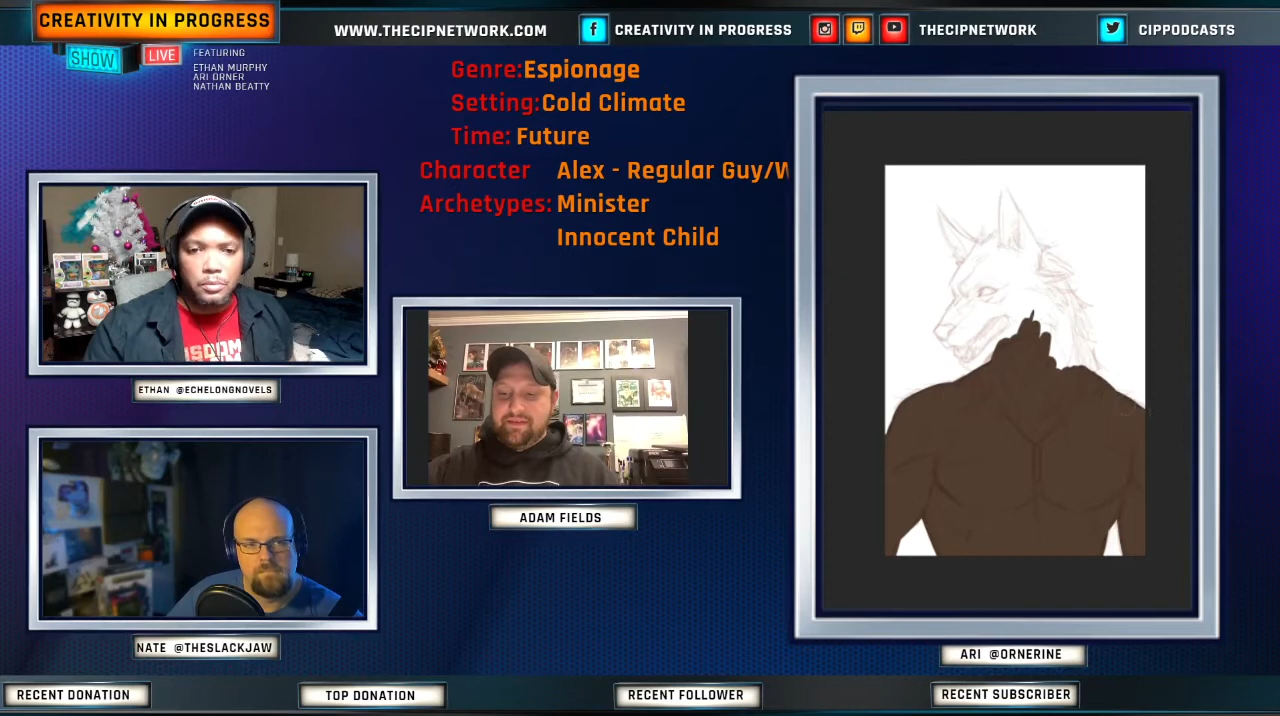 CREATIVITY IN PROGRESS
SHOW
LIVE
FEATURING
ETHAN MURPHY
ARI ORNER
NATHAN BEATTY
WWW.THECIPNETWORK.COM
CREATIVITY IN PROGRESS
THECIPNETWORK
CIPPODCASTS
Genre:Espionage
Setting:Cold Climate
Time: Future
Character Alex - Regular Guy/W
Archetypes: Minister
Innocent Child
ETHAN @ECHELONGNOVELS
ADAM FIELDS
NATE @THESLACKJAW
ARI @ORNERINE
RECENT DONATION
TOP DONATION
RECENT FOLLOWER
RECENT SUBSCRIBER